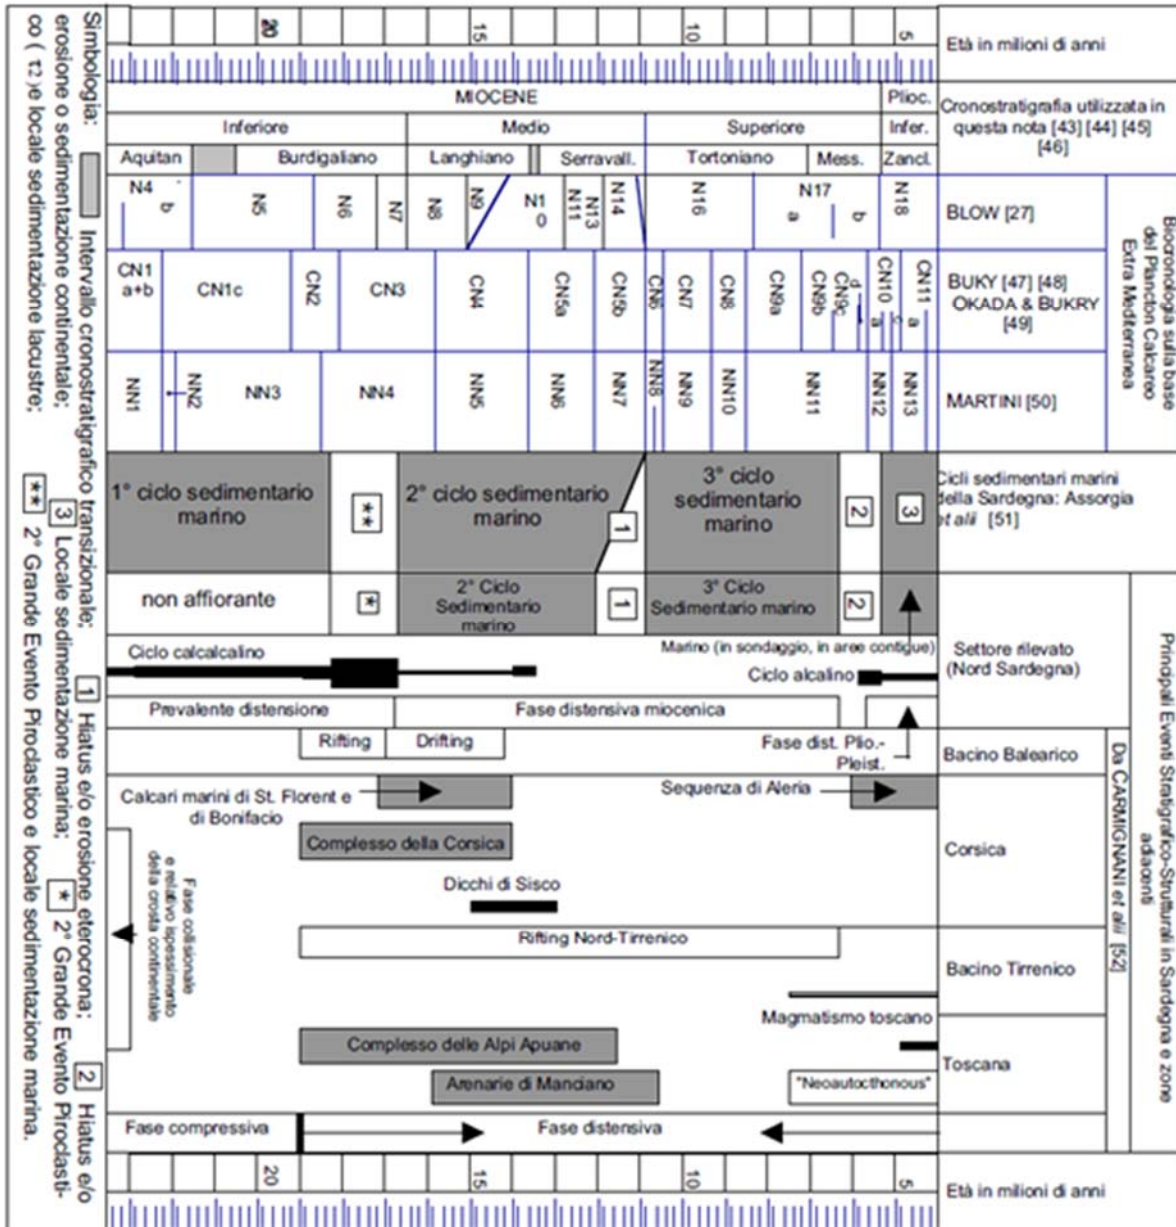 20
15
10
5
Età in milioni di anni
MIOCENE
Plioc.
Cronostratigrafia utilizzata in
questa nota [43] [44] [45]
[46]
Inferiore
Medio
Superiore
Infer.
Aquitan
Burdigaliano
Langhiano
Serravall.
Tortoniano
Mess.
Zancl.
N4
b
N5
N6
N7
N8
N9
N1
0
N11
N13
N14
N16
N17
a
b
N18
BLOW [27]
CN1
a+b
CN1c
CN2
CN3
CN4
CN5a
CN5b
CN6
CN7
CN8
CN9a
CN9b
CN9c
d
CN10
a
c
CN11
a
BUKY [47] [48]
OKADA & BUKRY
[49]
NN1
NN2
NN3
NN4
NN5
NN6
NN7
NN8
NN9
NN10
NN11
NN12
NN13
MARTINI [50]
Biocronologia sulla base
del Plancton Calcareo
Extra Mediterranea
1° ciclo sedimentario
marino
**
2° ciclo sedimentario
marino
1
3° ciclo
sedimentario
marino
2
3
Cicli sedimentari marini
della Sardegna: Assorgia
et alii [51]
non affiorante
*
2° Ciclo
Sedimentario
marino
1
3° Ciclo
Sedimentario marino
2
Marino (in sondaggio, in aree contigue)
Ciclo calcalcalino
Ciclo alcalino
Settore rilevato
(Nord Sardegna)
Prevalente distensione
Fase distensiva miocenica
Rifting
Drifting
Fase dist. Plio.-
Pleist.
Bacino Balearico
Calcari marini di St. Florent e
di Bonifacio
Sequenza di Aleria
Complesso della Corsica
Dicchi di Sisco
Corsica
Fase collisionale
e relativo ispessimento
della crosta continentale
Rifting Nord-Tirrenico
Bacino Tirrenico
Magmatismo toscano
Complesso delle Alpi Apuane
Toscana
Arenarie di Manciano
"Neoautocthonous"
Fase compressiva
Fase distensiva
20
15
10
5
Età in milioni di anni
Da CARMIGNANI et alii [52]
Principali Eventi Stratigrafico-Strutturali in Sardegna e zone
adiacenti
Simbologia: Intervallo cronostratigrafico transizionale; 1 Hiatus e/o erosione eterocrona; 2 Hiatus e/o
erosione o sedimentazione continentale; 3 Locale sedimentazione marina; * 2° Grande Evento Piroclasti-
co ( τ2 )e locale sedimentazione lacustre; ** 2° Grande Evento Piroclastico e locale sedimentazione marina.